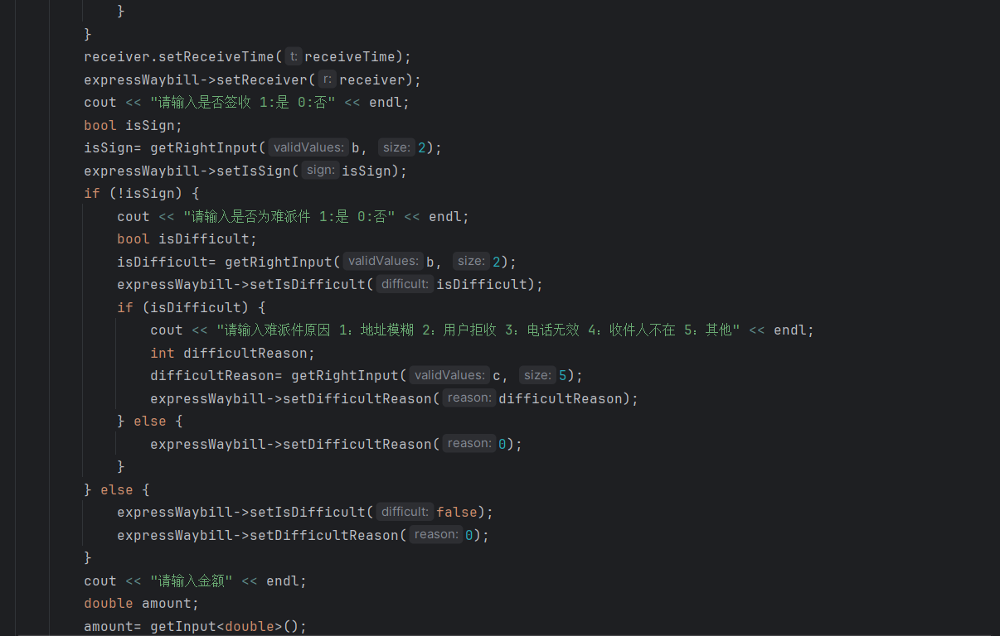 }
}
receiver.setReceiveTime( t: receiveTime);
expressWaybill->setReceiver( r: receiver);
cout << "请输入是否签收 1:是 0:否" << endl;
bool isSign;
isSign= getRightInput( validValues: b, size: 2);
expressWaybill->setIsSign( sign: isSign);
if (!isSign) {
cout << "请输入是否为难派件 1:是 0:否" << endl;
bool isDifficult;
isDifficult= getRightInput( validValues: b, size: 2);
expressWaybill->setIsDifficult( difficult: isDifficult);
if (isDifficult) {
cout << "请输入难派件原因 1：地址模糊 2：用户拒收 3：电话无效 4：收件人不在 5：其他" << endl;
int difficultReason;
difficultReason= getRightInput( validValues: c, size: 5);
expressWaybill->setDifficultReason( reason: difficultReason);
} else {
expressWaybill->setDifficultReason( reason: 0);
}
} else {
expressWaybill->setIsDifficult( difficult: false);
expressWaybill->setDifficultReason( reason: 0);
}
cout << "请输入金额" << endl;
double amount;
amount= getInput<double>();